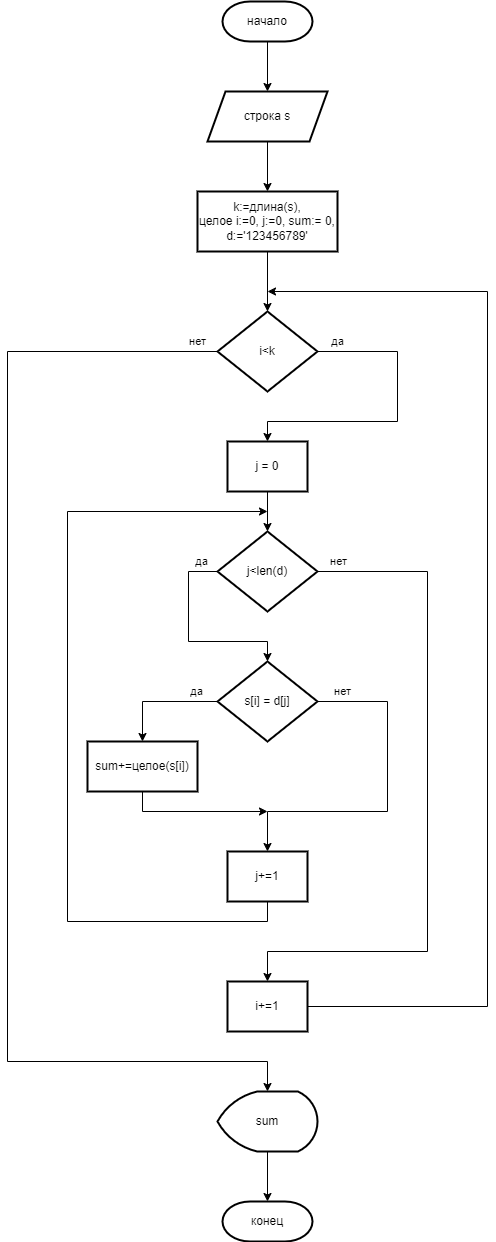 начало
строка s
k:=длина(s),
целое i:=0, j:=0, sum:= 0,
d:='123456789'
нет
i<k
да
j = 0
да
j<len(d)
нет
да
s[i] = d[j]
нет
sum+=целое(s[i])
j+=1
i+=1
sum
конец